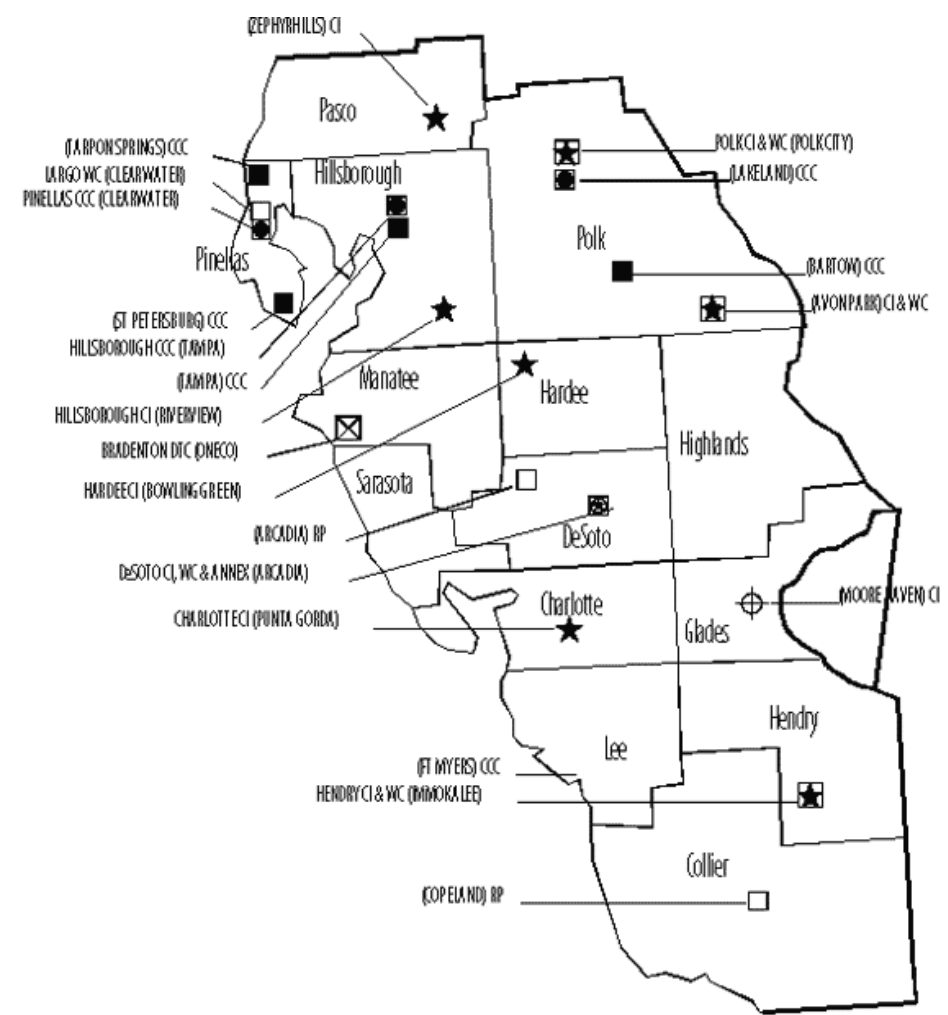 (ZEPHYRHILLS) CI
Pasco
(TARPON SPRINGS) CCC
LARGO WC (CLEARWATER)
PINELLAS CCC (CLEARWATER)
Hillsborough
POLK CI & WC (POLK CITY)
(LAKELAND) CCC
Polk
Pinellas
(BARTOW) CCC
(AVON PARK) CI & WC
(ST PETERSBURG) CCC
HILLSBOROUGH CCC (TAMPA)
(TAMPA) CCC
Manatee
Hardee
HILLSBOROUGH CI (RIVERVIEW)
BRADENTON DTC (ONECO)
Highlands
HARDEE CI (BOWLING GREEN)
Sarasota
(ARCADIA) RP
DeSoto
DeSOTO CI, WC & ANNEX (ARCADIA)
CHARLOTTE CI (PUNTA GORDA)
Charlotte
(MOORE HAVEN) CI
Glades
Hendry
Lee
(FT MYERS) CCC
HENDRY CI & WC (IMMOKALEE)
Collier
(COPELAND) RP